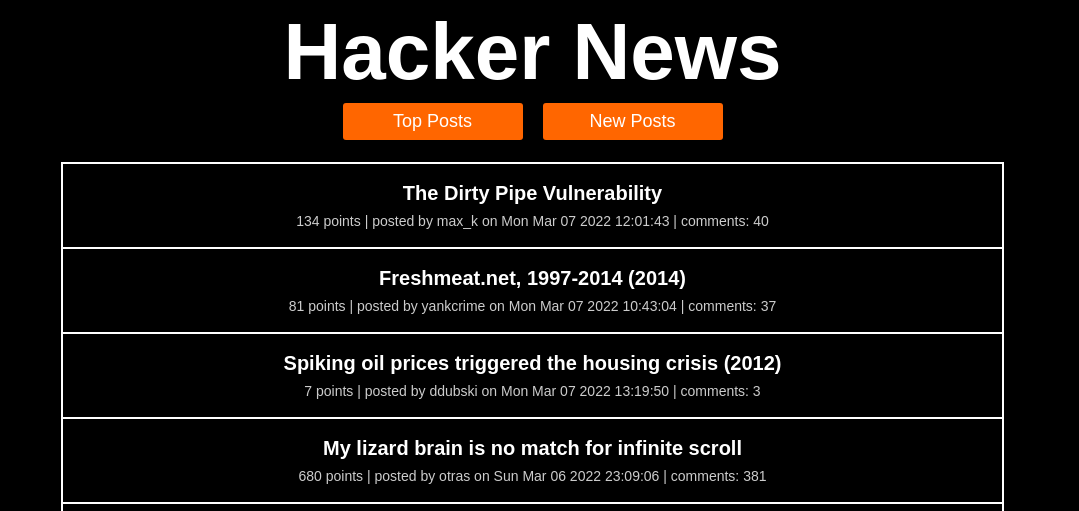 Hacker News
Top Posts
New Posts
The Dirty Pipe Vulnerability
134 points | posted by max_k on Mon Mar 07 2022 12:01:43 | comments: 40
Freshmeat.net, 1997-2014 (2014)
81 points | posted by yankcrime on Mon Mar 07 2022 10:43:04 | comments: 37
Spiking oil prices triggered the housing crisis (2012)
7 points | posted by ddubski on Mon Mar 07 2022 13:19:50 | comments: 3
My lizard brain is no match for infinite scroll
680 points | posted by otras on Sun Mar 06 2022 23:09:06 | comments: 381